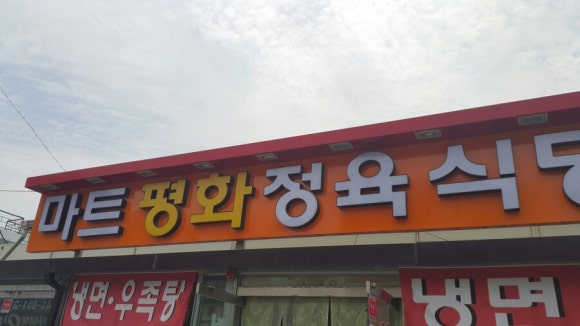 마트 평화 정육식당
냉면·우족탕
냉면